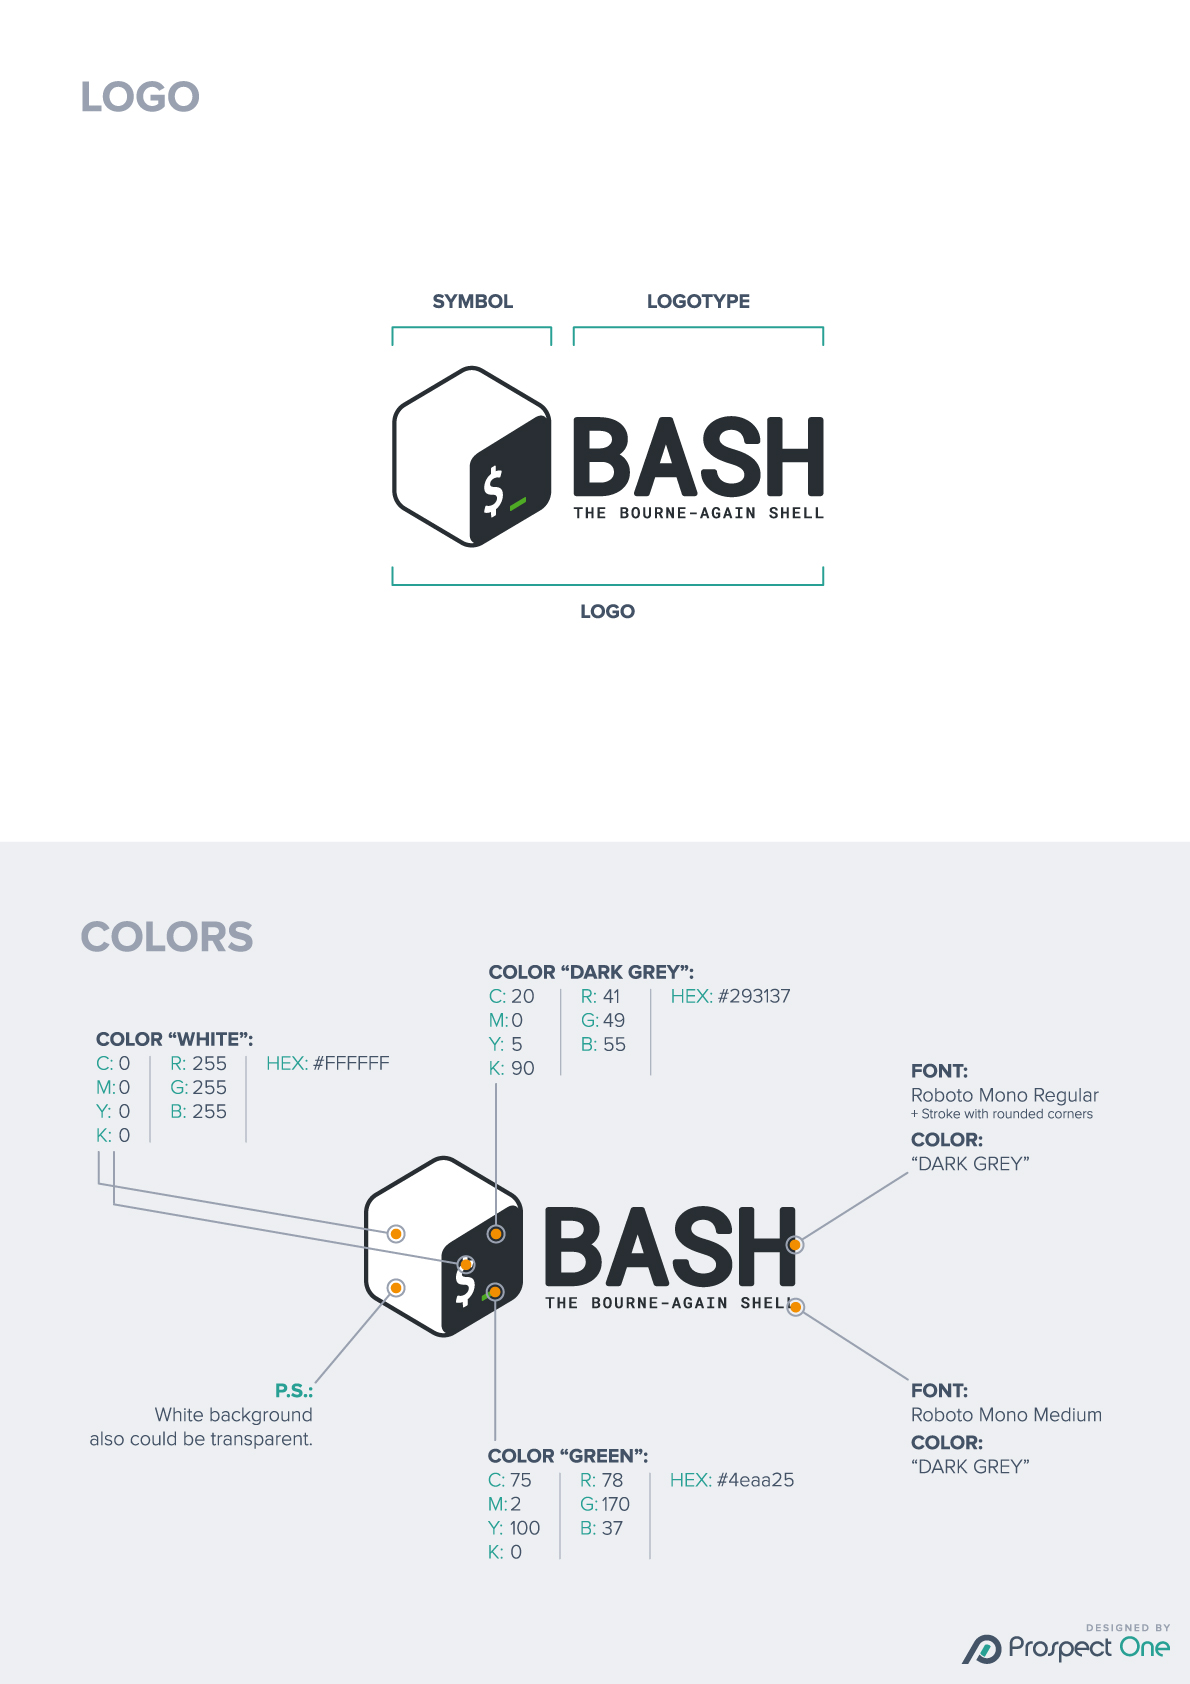 LOGO
SYMBOL
LOGOTYPE
$_
BASH
THE BOURNE-AGAIN SHELL
LOGO
COLORS
COLOR “DARK GREY”:
C: 20 R: 41 HEX: #293137
M: 0 G: 49
Y: 5 B: 55
K: 90
COLOR “WHITE”:
C: 0 R: 255 HEX: #FFFFFF
M: 0 G: 255
Y: 0 B: 255
K: 0
FONT:
Roboto Mono Regular
+ Stroke with rounded corners
COLOR:
“DARK GREY”
$_
BASH
THE BOURNE-AGAIN SHELL
P.S.:
White background
also could be transparent.
FONT:
Roboto Mono Medium
COLOR:
“DARK GREY”
COLOR “GREEN”:
C: 75 R: 78 HEX: #4eaa25
M: 2 G: 170
Y: 100 B: 37
K: 0
DESIGNED BY
Prospect One